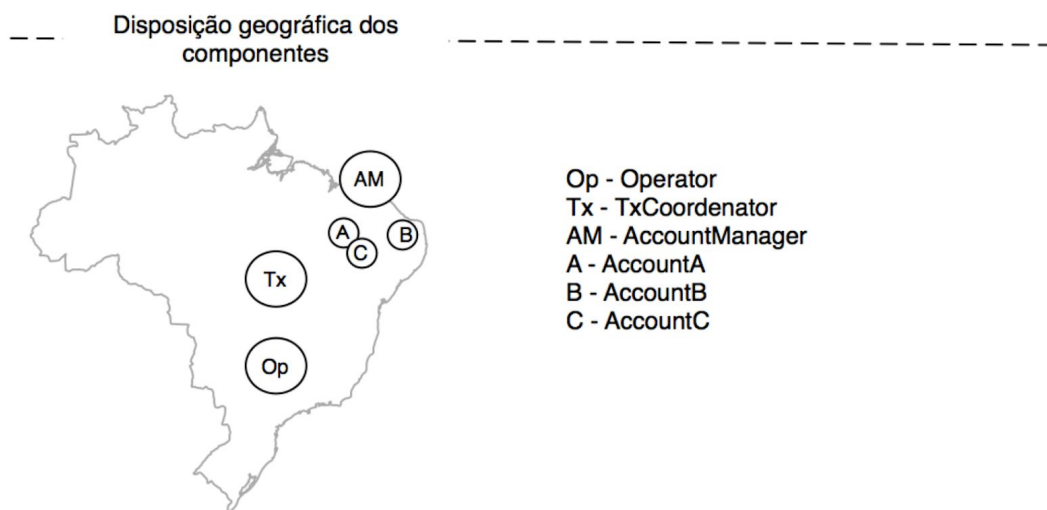 Disposição geográfica dos
componentes
AM
A
B
C
Tx
Op
Op - Operator
Tx - TxCoordenator
AM - AccountManager
A - AccountA
B - AccountB
C - AccountC